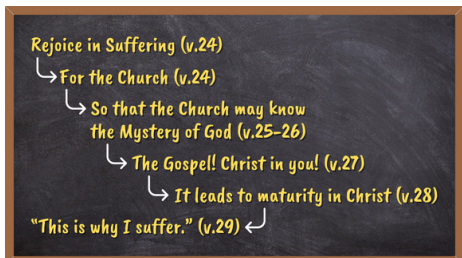 Rejoice in Suffering (v.24)
For the Church (v.24)
So that the Church may know
the Mystery of God (v.25-26)
The Gospel! Christ in you! (v.27)
It leads to maturity in Christ (v.28)
"This is why I suffer." (v.29)